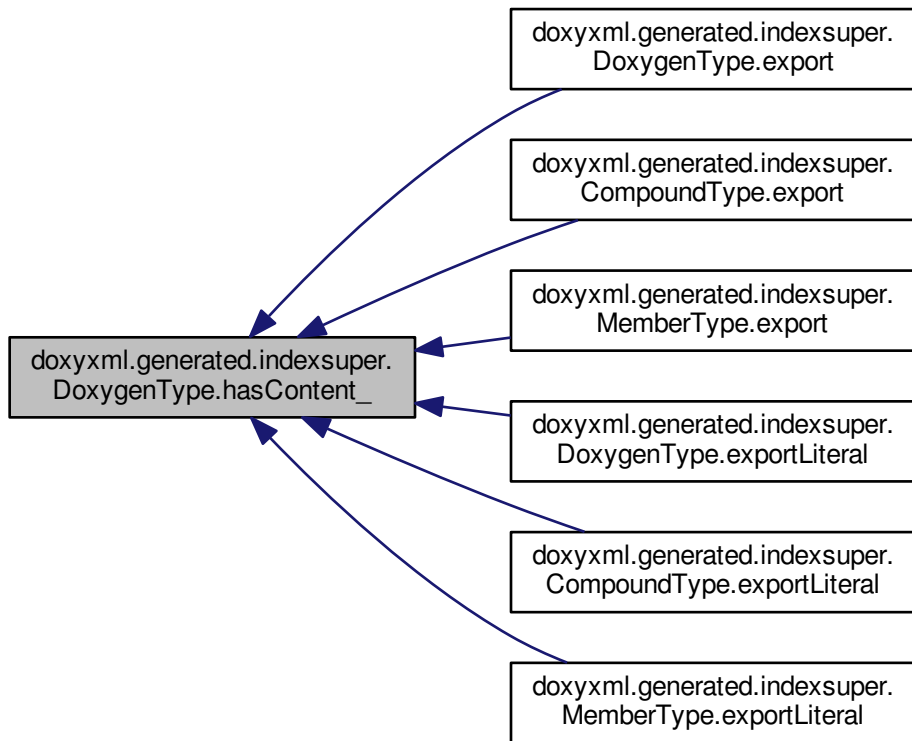 doxyxml.generated.indexsuper.
DoxygenType.export
doxyxml.generated.indexsuper.
CompoundType.export
doxyxml.generated.indexsuper.
MemberType.export
doxyxml.generated.indexsuper.
DoxygenType.hasContent_
doxyxml.generated.indexsuper.
DoxygenType.exportLiteral
doxyxml.generated.indexsuper.
CompoundType.exportLiteral
doxyxml.generated.indexsuper.
MemberType.exportLiteral